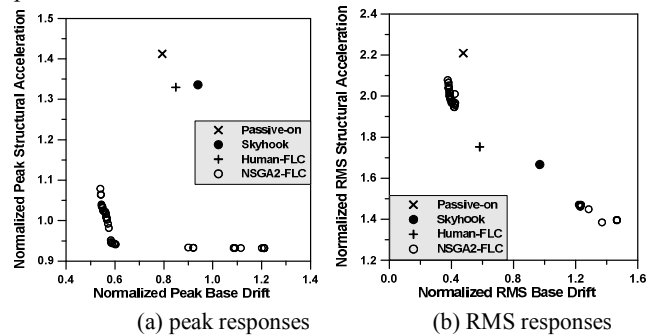 1.5
1.4
1.3
1.2
1.1
1.0
0.9
Normalized Peak Structural Acceleration
Passive-on
Skyhook
Human-FLC
NSGA2-FLC
0.4 0.6 0.8 1.0 1.2 1.4
Normalized Peak Base Drift
(a) peak responses
b)
2.4
2.2
2.0
1.8
1.6
1.4
1.2
Normalized RMS Structural Acceleration
Passive-on
Skyhook
Human-FLC
NSGA2-FLC
0.0 0.4 0.8 1.2 1.6
Normalized RMS Base Drift
(b) RMS responses